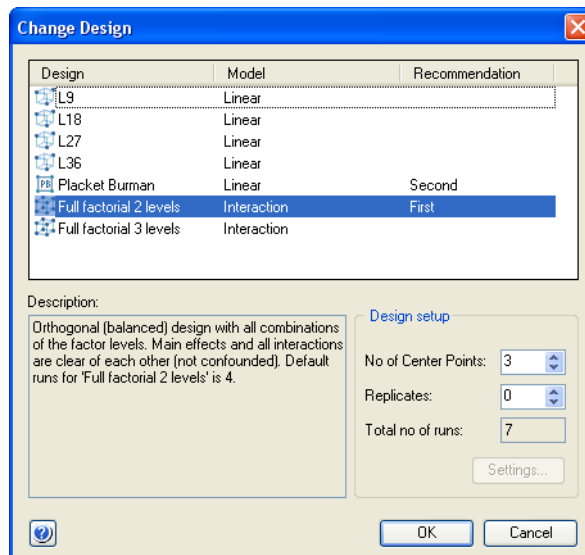 Change Design
Design Model Recommendation
L9 Linear
L18 Linear
L27 Linear
L36 Linear
PB Placket Burman Linear Second
Full factorial 2 levels Interaction First
Full factorial 3 levels Interaction
Description:
Orthogonal (balanced) design with all combinations
of the factor levels. Main effects and all interactions
are clear of each other (not confounded). Default
runs for 'Full factorial 2 levels' is 4.
Design setup
No of Center Points: 3
Replicates: 0
Total no of runs: 7
Settings...
?
OK Cancel